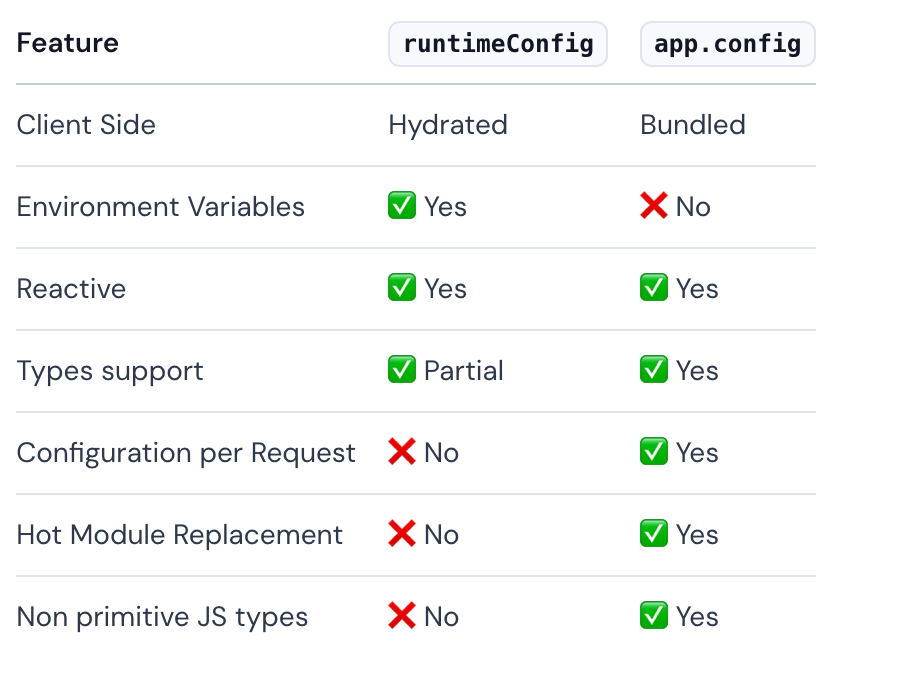 Feature runtimeConfig app.config
Client Side Hydrated Bundled
Environment Variables ✅ Yes ❌ No
Reactive ✅ Yes ✅ Yes
Types support ✅ Partial ✅ Yes
Configuration per Request ❌ No ✅ Yes
Hot Module Replacement ❌ No ✅ Yes
Non primitive JS types ❌ No ✅ Yes